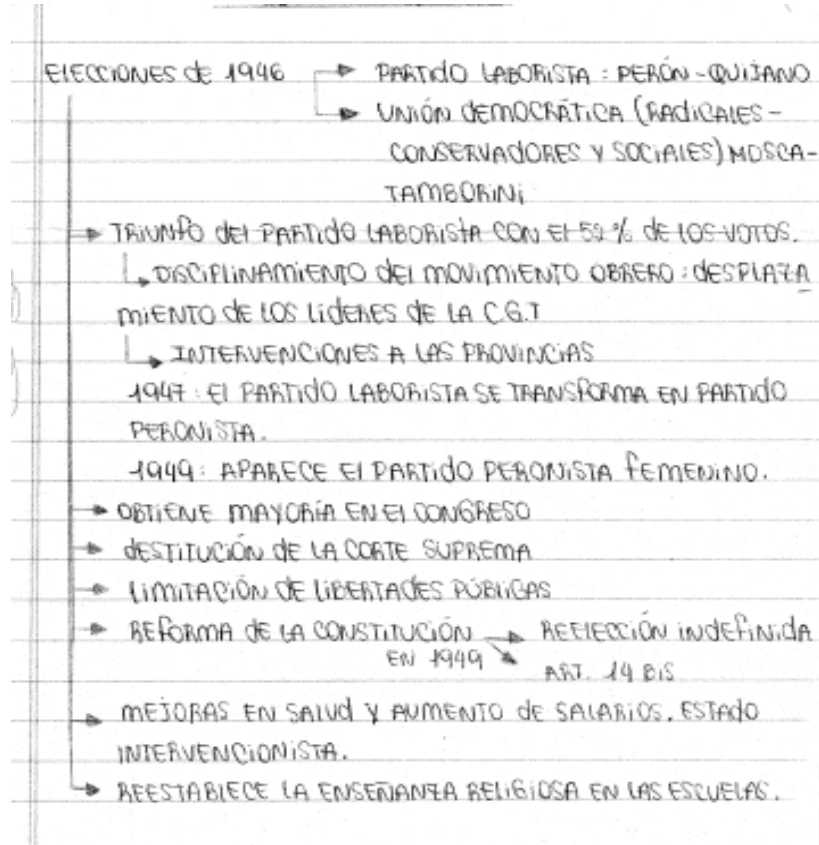 ELECCIONES de 1946 → PARTIDO LABORISTA : PERÓN - QUIJANO
→ UNIÓN DEMOCRÁTICA (RADICALES -
CONSERVADORES Y SOCIALES) MOSCA -
TAMBORINI
→ TRIUNFO DEL PARTIDO LABORISTA CON El 52 % DE LOS VOTOS.
→ DISCIPLINAMIENTO DEL MOVIMIENTO OBRERO : DESPLAZA
MIENTO DE LOS LÍDERES DE LA C.G.T
→ INTERVENCIONES A LAS PROVINCIAS
1947 : El PARTIDO LABORISTA SE TRANSFORMA EN PARTIDO
PERONISTA.
1949 : APARECE El PARTIDO PERONISTA FEMENINO.
→ OBTIENE MAYORÍA EN El CONGRESO
→ DESTITUCIÓN DE LA CORTE SUPREMA
→ LIMITACIÓN DE LIBERTADES PÚBLICAS
→ REFORMA DE LA CONSTITUCIÓN → REELECCIÓN INDEFINIDA
EN 1949 → ART. 14 BIS
→ MEJORAS EN SALUD Y AUMENTO DE SALARIOS. ESTADO
INTERVENCIONISTA.
→ REESTABLECE LA ENSEÑANZA RELIGIOSA EN LAS ESCUELAS.